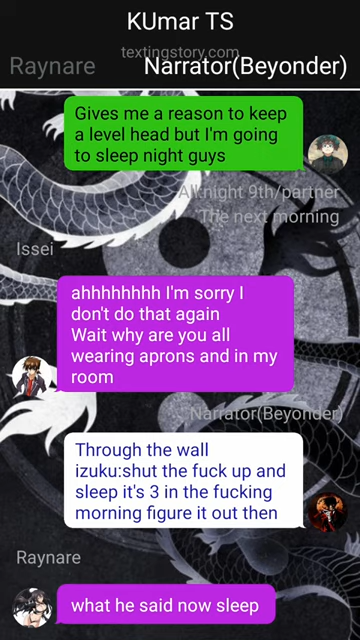 KUmar TS
textingstory.com
Raynare
Narrator(Beyonder)
Gives me a reason to keep
a level head but I'm going
to sleep night guys
All night 9th/partner
The next morning
Issei
ahhhhhhhh I'm sorry I
don't do that again
Wait why are you all
wearing aprons and in my
room
Narrator(Beyonder)
Through the wall
izuku:shut the fuck up and
sleep it's 3 in the fucking
morning figure it out then
Raynare
what he said now sleep